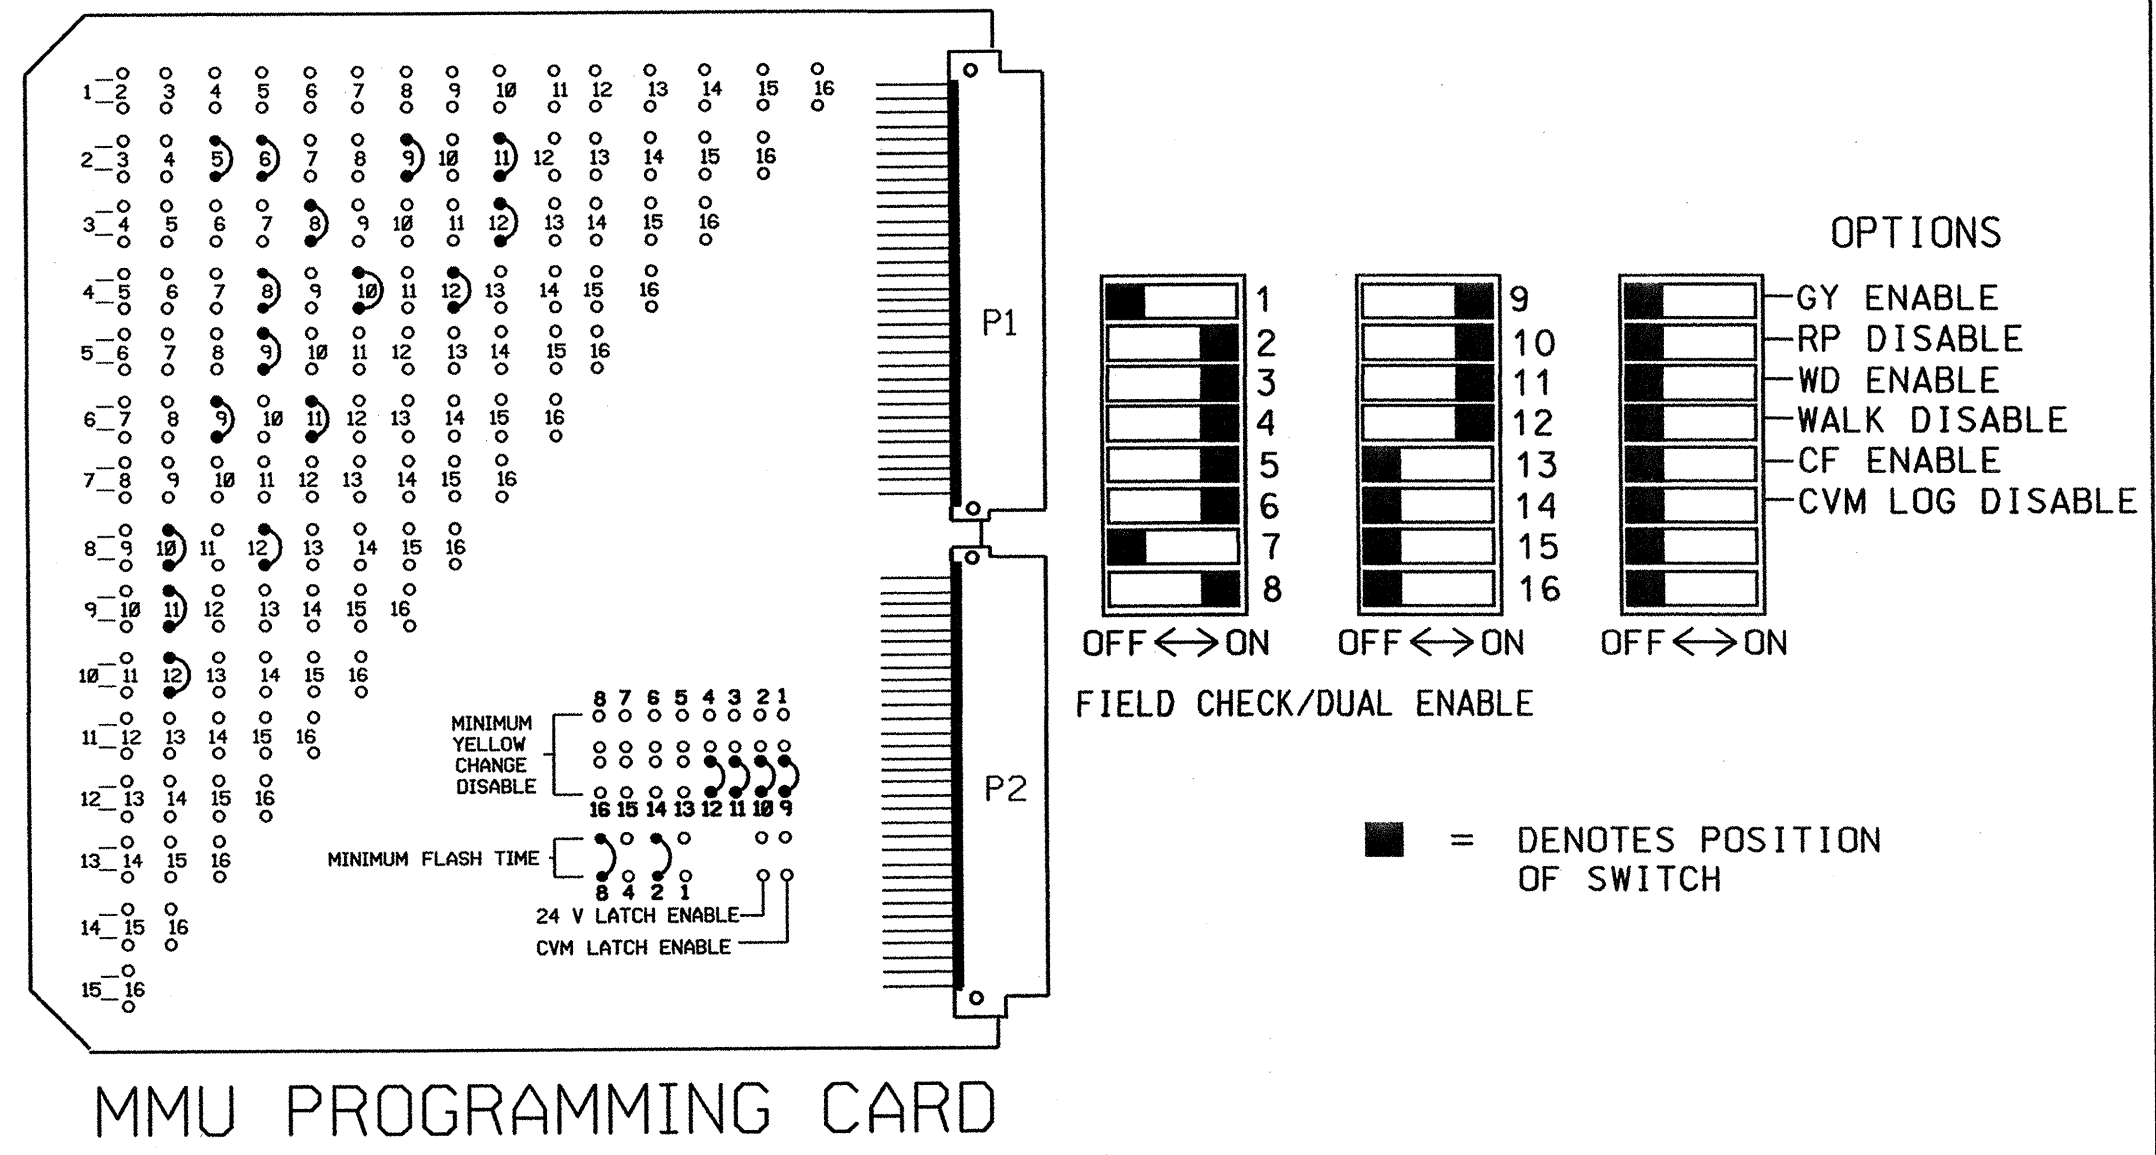 1 2 3 4 5 6 7 8 9 10 11 12 13 14 15 16
2 3 4 5 6 7 8 9 10 11 12 13 14 15 16
3 4 5 6 7 8 9 10 11 12 13 14 15 16
4 5 6 7 8 9 10 11 12 13 14 15 16
5 6 7 8 9 10 11 12 13 14 15 16
6 7 8 9 10 11 12 13 14 15 16
7 8 9 10 11 12 13 14 15 16
8 9 10 11 12 13 14 15 16
9 10 11 12 13 14 15 16
10 11 12 13 14 15 16
11 12 13 14 15 16
12 13 14 15 16
13 14 15 16
14 15 16
15 16
8 7 6 5 4 3 2 1
MINIMUM
YELLOW
CHANGE
DISABLE
16 15 14 13 12 11 10 9
MINIMUM FLASH TIME
8 4 2 1
24 V LATCH ENABLE
CVM LATCH ENABLE
P1
P2
MMU PROGRAMMING CARD
1
2
3
4
5
6
7
8
OFF ON
9
10
11
12
13
14
15
16
OFF ON
FIELD CHECK/DUAL ENABLE
OPTIONS
GY ENABLE
RP DISABLE
WD ENABLE
WALK DISABLE
CF ENABLE
CVM LOG DISABLE
OFF ON
= DENOTES POSITION
OF SWITCH